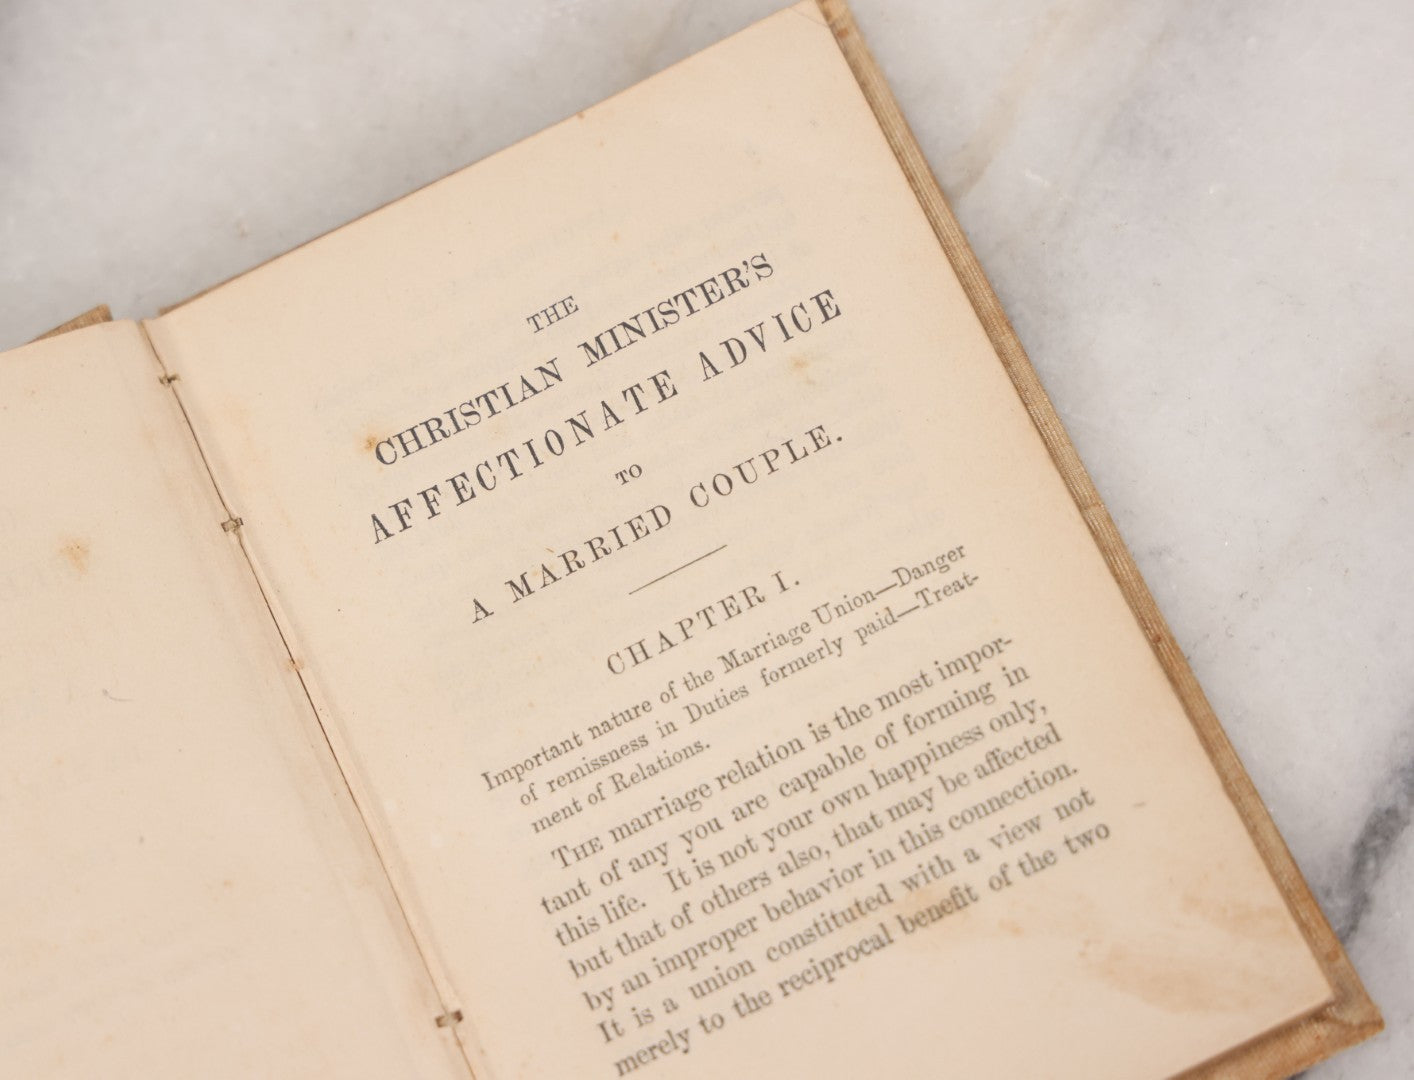 THE
CHRISTIAN MINISTER'S
AFFECTIONATE ADVICE
TO
A MARRIED COUPLE.
CHAPTER I.
Important nature of the Marriage Union—Danger
of remissness in Duties formerly paid—Treat-
ment of Relations.
THE marriage relation is the most impor-
tant of any you are capable of forming in
this life. It is not your own happiness only,
but that of others also, that may be affected
by an improper behavior in this connection.
It is a union constituted with a view not
merely to the reciprocal benefit of the two